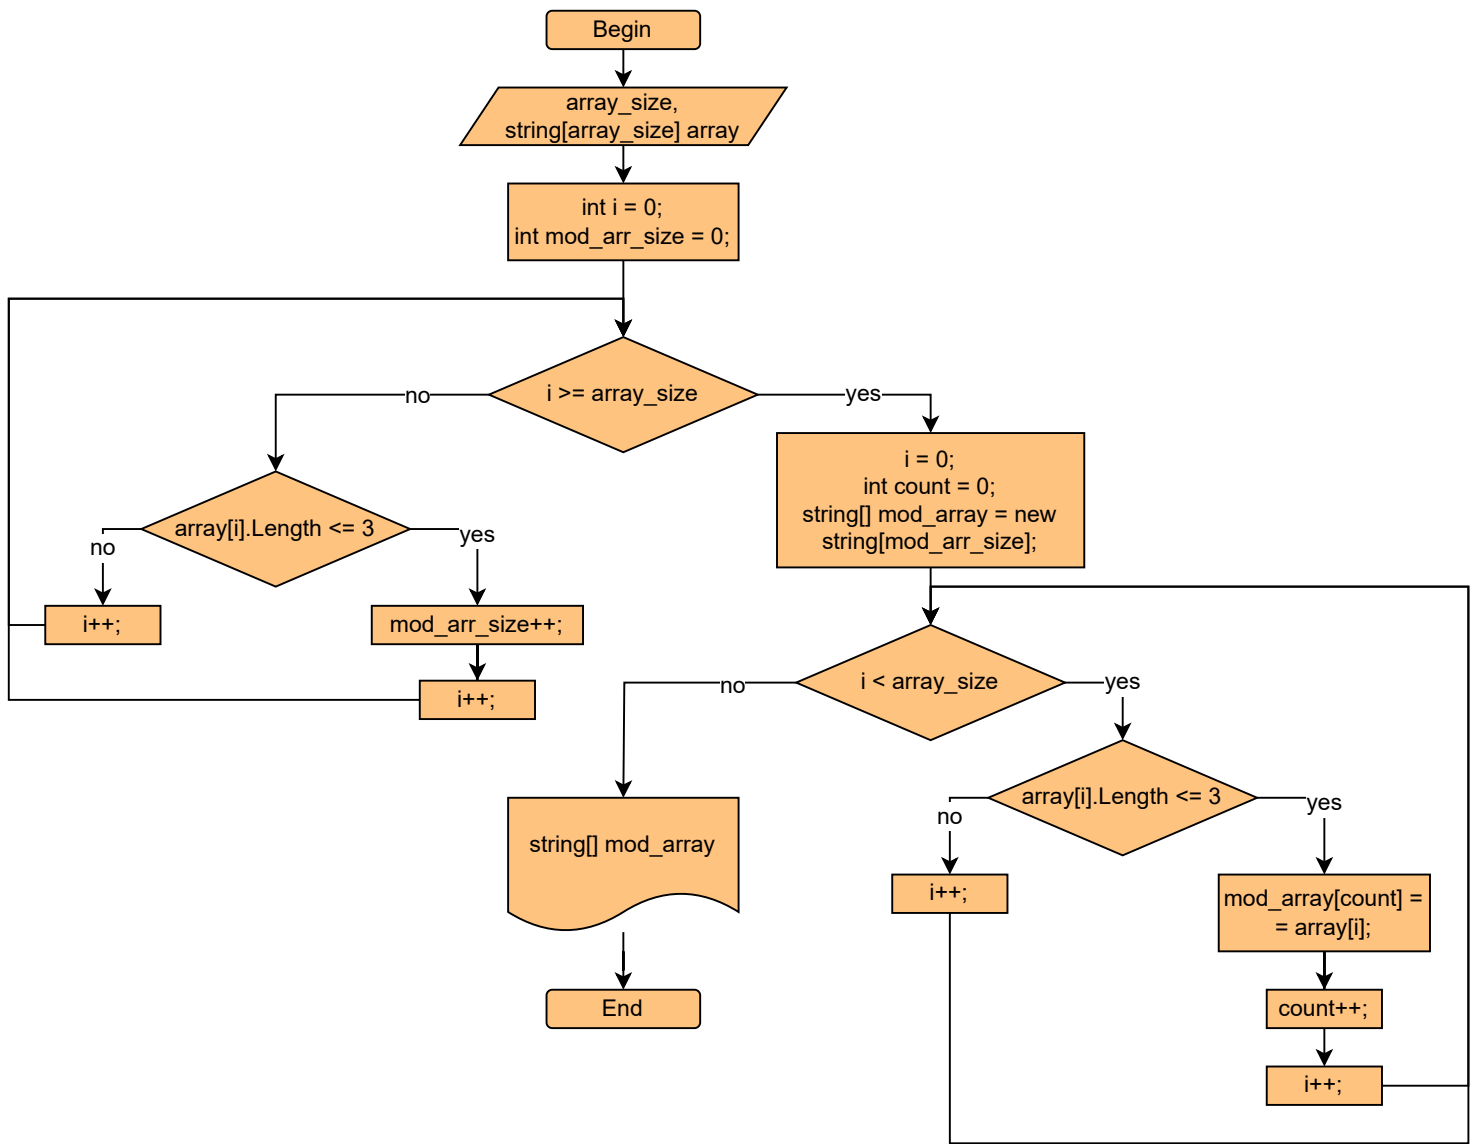 Begin
array_size,
string[array_size] array
int i = 0;
int mod_arr_size = 0;
i >= array_size
no
yes
array[i].Length <= 3
no
yes
i++;
mod_arr_size++;
i++;
i = 0;
int count = 0;
string[] mod_array = new
string[mod_arr_size];
i < array_size
no
yes
string[] mod_array
End
array[i].Length <= 3
no
yes
i++;
mod_array[count] =
= array[i];
count++;
i++;